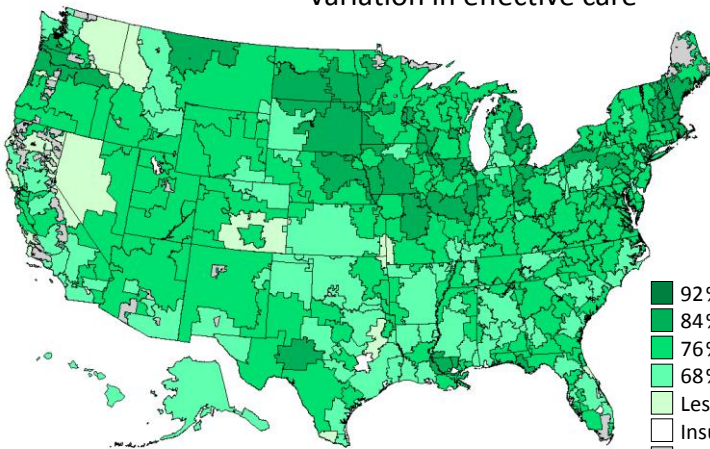 Variation in effective care
92%
84%
76%
68%
Les
Insu